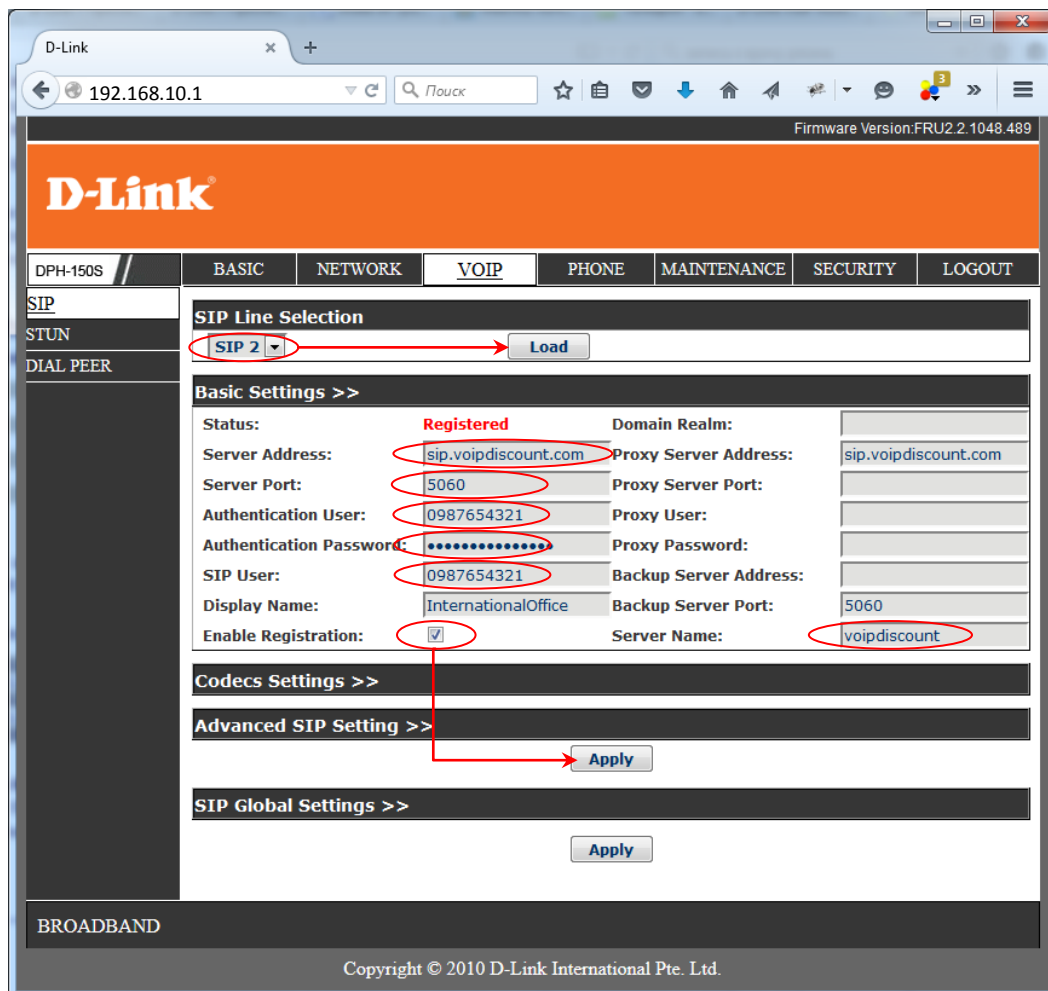 D-Link
192.168.10.1
Поиск
3
Firmware Version:FRU2.2.1048.489
D-Link®
DPH-150S BASIC NETWORK VOIP PHONE MAINTENANCE SECURITY LOGOUT
SIP
STUN
DIAL PEER
SIP Line Selection
SIP 2 Load
Basic Settings >>
Status: Registered Domain Realm:
Server Address: sip.voipdiscount.com Proxy Server Address: sip.voipdiscount.com
Server Port: 5060 Proxy Server Port:
Authentication User: 0987654321 Proxy User:
Authentication Password: ●●●●●●●●●●●●●●● Proxy Password:
SIP User: 0987654321 Backup Server Address:
Display Name: InternationalOffice Backup Server Port: 5060
Enable Registration: Server Name: voipdiscount
Codecs Settings >>
Advanced SIP Setting >>
Apply
SIP Global Settings >>
Apply
BROADBAND
Copyright © 2010 D-Link International Pte. Ltd.